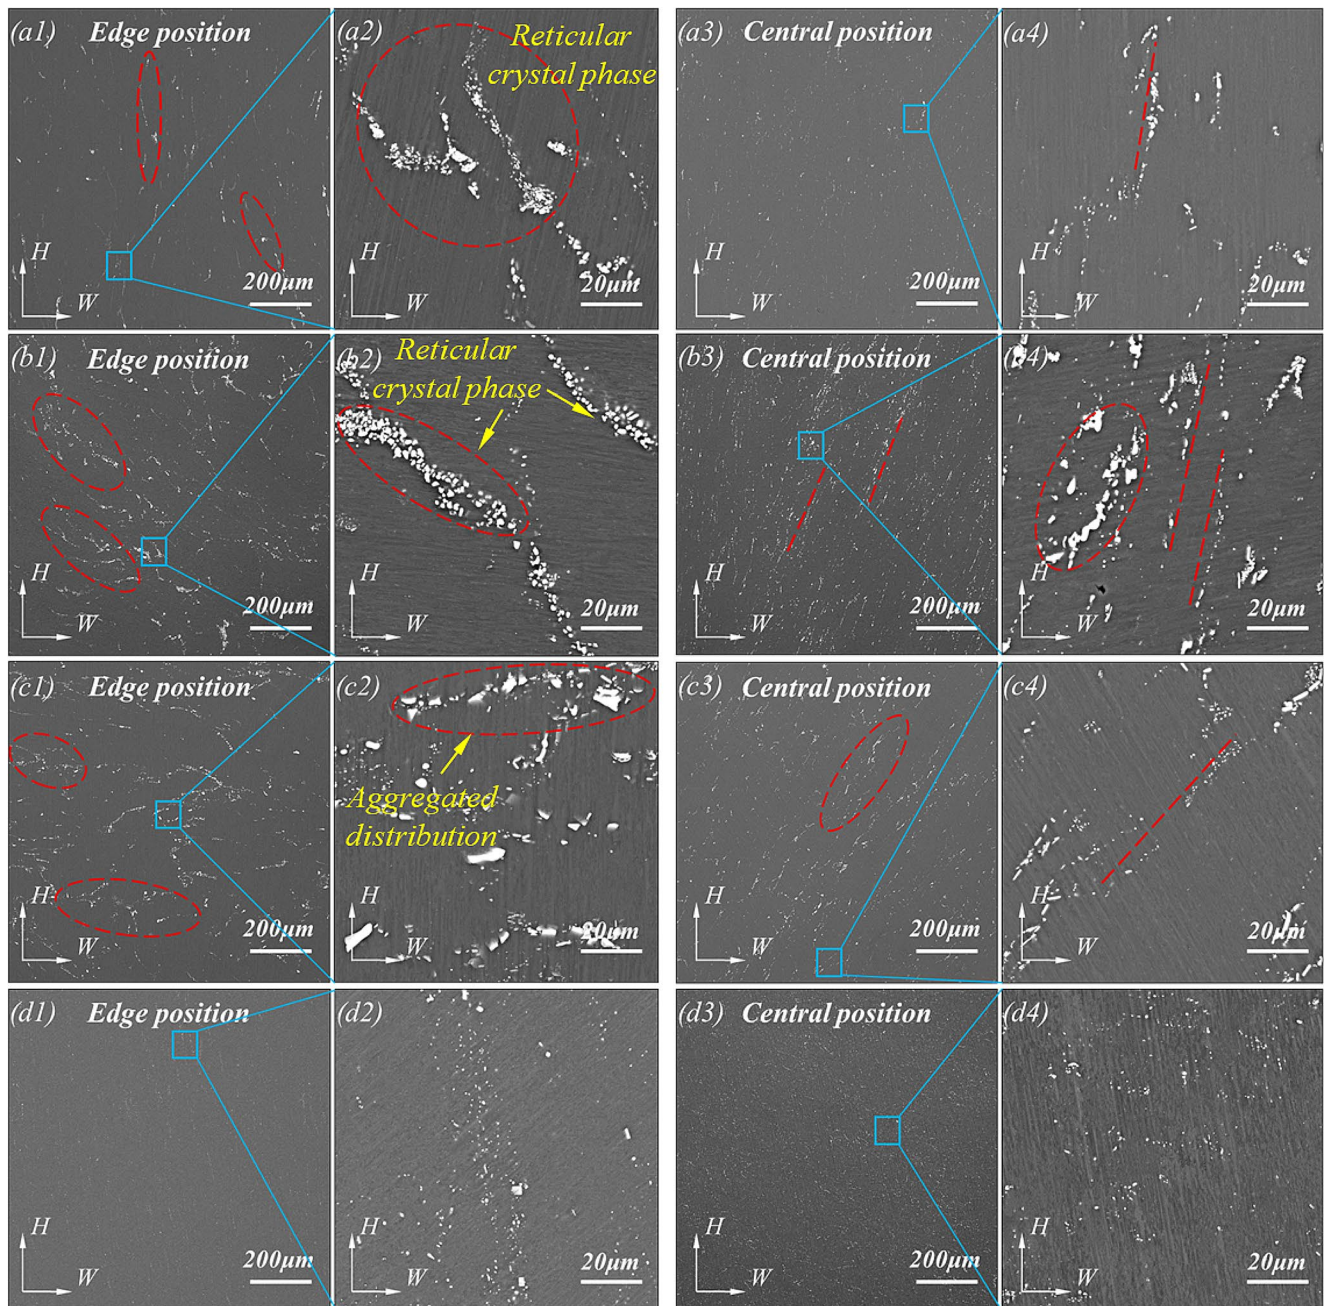 (a1) Edge position
H
W
200μm
(a2) Reticular
crystal phase
H
W
20μm
(a3) Central position
H
W
200μm
(a4)
H
W
20μm
(b1) Edge position
H
W
200μm
(b2) Reticular
crystal phase
H
W
20μm
(b3) Central position
H
W
200μm
(b4)
H
W
20μm
(c1) Edge position
H
W
200μm
(c2)
Aggregated
distribution
H
W
20μm
(c3) Central position
H
W
200μm
(c4)
H
W
20μm
(d1) Edge position
H
W
200μm
(d2)
H
W
20μm
(d3) Central position
H
W
200μm
(d4)
H
W
20μm